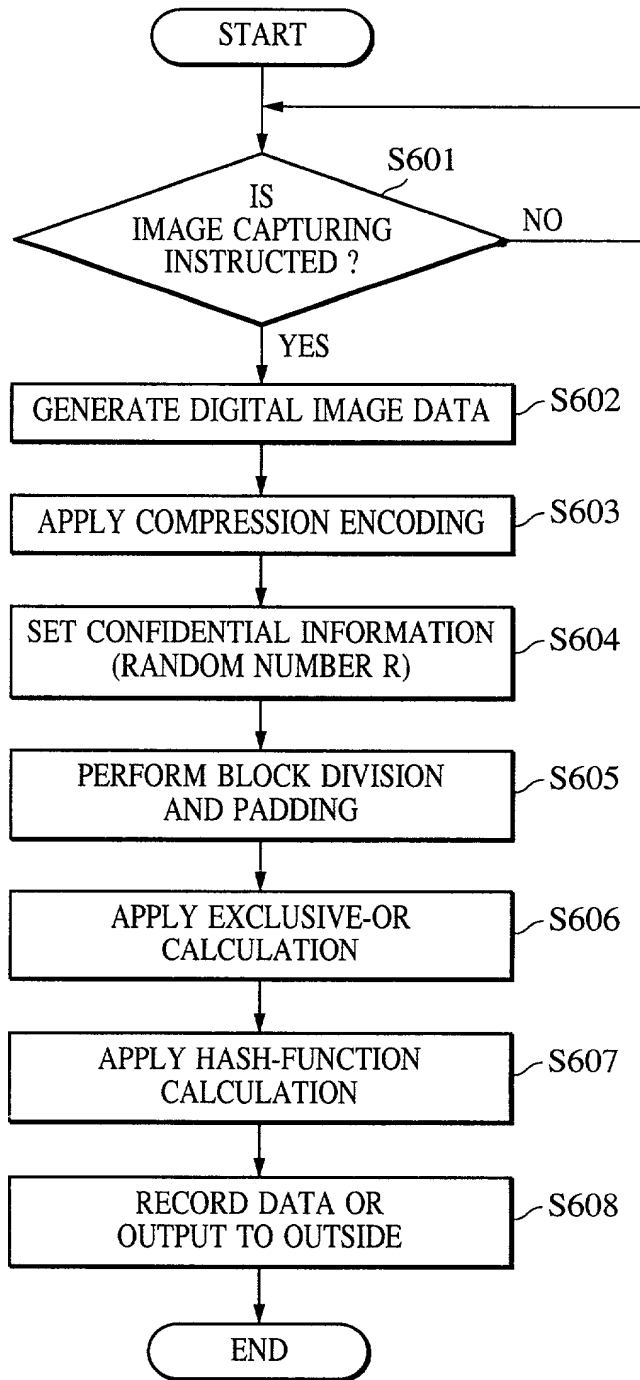 START
S601
IS
IMAGE CAPTURING
INSTRUCTED ?
NO
YES
GENERATE DIGITAL IMAGE DATA
S602
APPLY COMPRESSION ENCODING
S603
SET CONFIDENTIAL INFORMATION
(RANDOM NUMBER R)
S604
PERFORM BLOCK DIVISION
AND PADDING
S605
APPLY EXCLUSIVE-OR
CALCULATION
S606
APPLY HASH-FUNCTION
CALCULATION
S607
RECORD DATA OR
OUTPUT TO OUTSIDE
S608
END